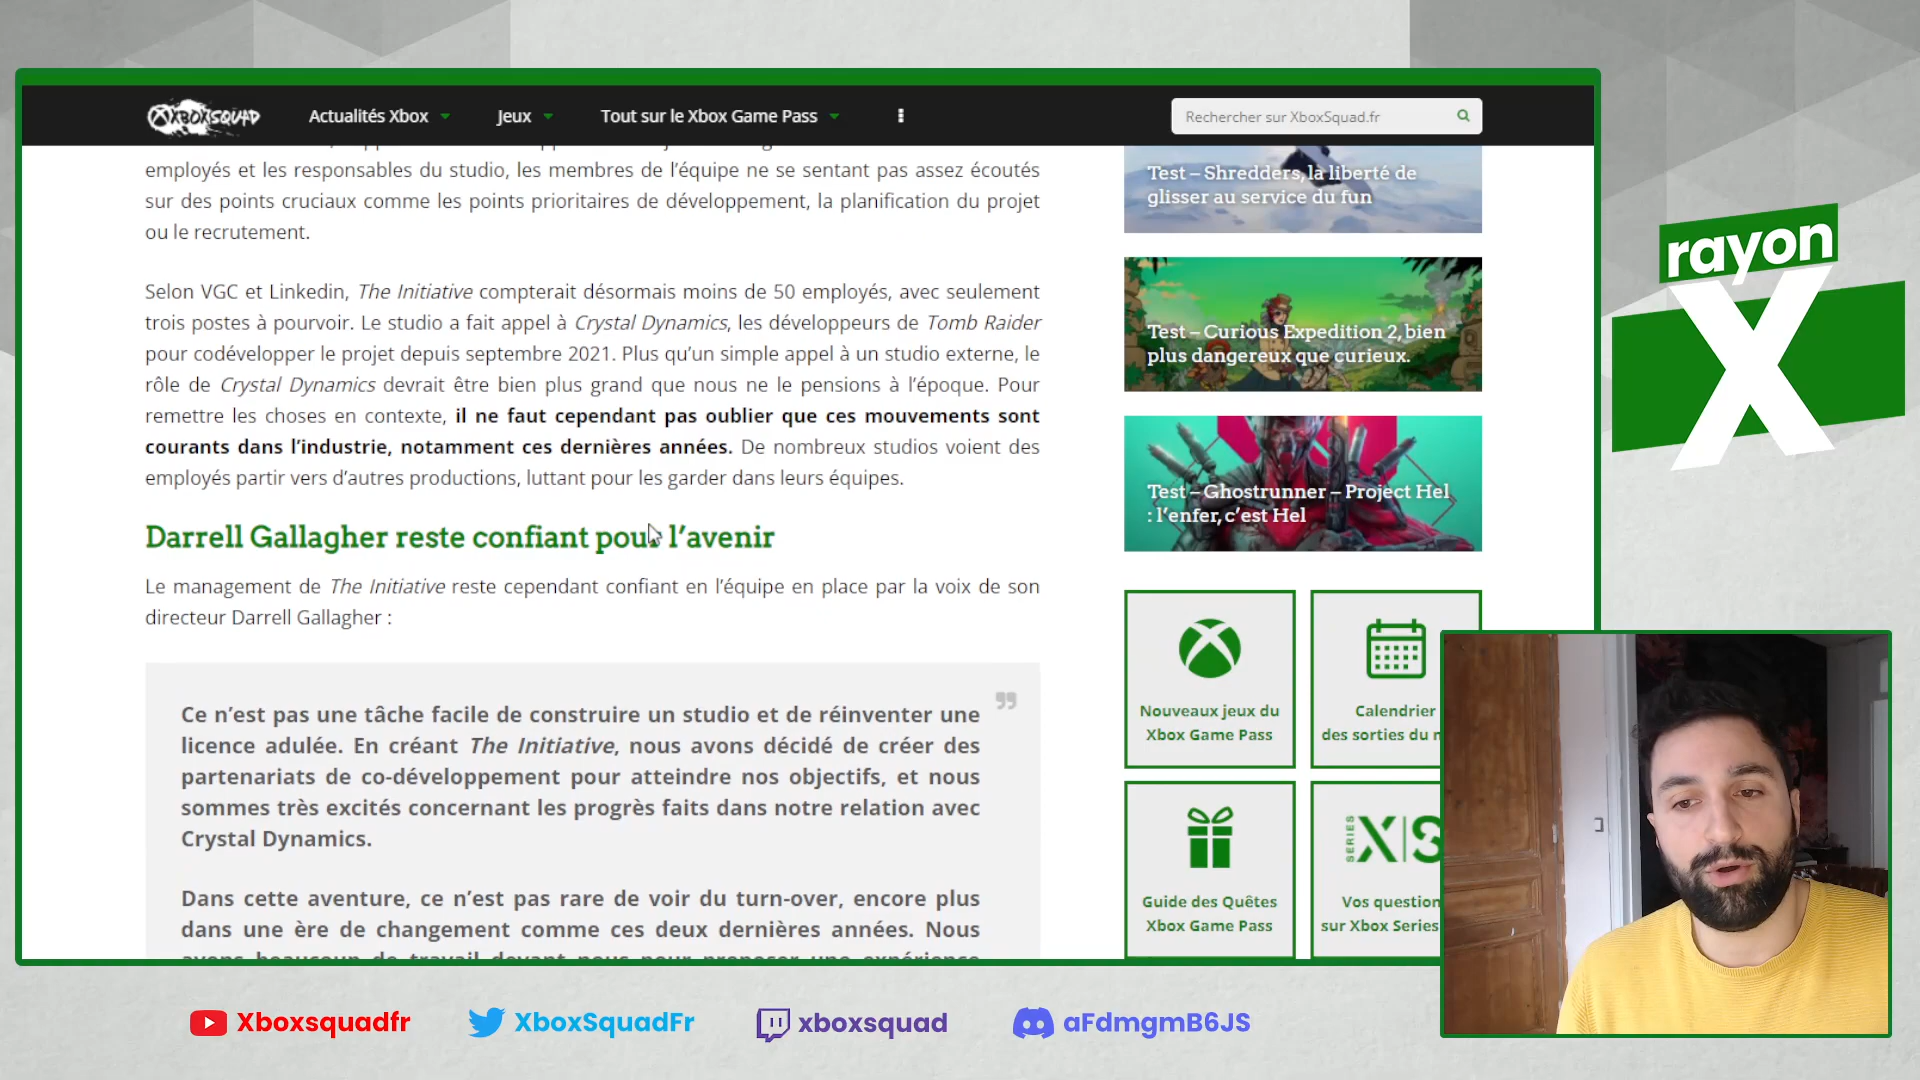 XBOXSQUAD
Actualités Xbox
Jeux
Tout sur le Xbox Game Pass
Rechercher sur XboxSquad.fr
employés et les responsables du studio, les membres de l’équipe ne se sentant pas assez écoutés
sur des points cruciaux comme les points prioritaires de développement, la planification du projet
ou le recrutement.
Selon VGC et Linkedin, The Initiative compterait désormais moins de 50 employés, avec seulement
trois postes à pourvoir. Le studio a fait appel à Crystal Dynamics, les développeurs de Tomb Raider
pour codévelopper le projet depuis septembre 2021. Plus qu’un simple appel à un studio externe, le
rôle de Crystal Dynamics devrait être bien plus grand que nous ne le pensions à l’époque. Pour
remettre les choses en contexte, il ne faut cependant pas oublier que ces mouvements sont
courants dans l’industrie, notamment ces dernières années. De nombreux studios voient des
employés partir vers d’autres productions, luttant pour les garder dans leurs équipes.
Darrell Gallagher reste confiant pour l’avenir
Le management de The Initiative reste cependant confiant en l’équipe en place par la voix de son
directeur Darrell Gallagher :
Ce n’est pas une tâche facile de construire un studio et de réinventer une
licence adulée. En créant The Initiative, nous avons décidé de créer des
partenariats de co-développement pour atteindre nos objectifs, et nous
sommes très excités concernant les progrès faits dans notre relation avec
Crystal Dynamics.
Dans cette aventure, ce n’est pas rare de voir du turn-over, encore plus
dans une ère de changement comme ces deux dernières années. Nous
avons beaucoup de travail devant nous pour proposer une expérience
Test – Shredders, la liberté de
glisser au service du fun
Test – Curious Expedition 2, bien
plus dangereux que curieux.
Test – Ghostrunner – Project Hel
: l’enfer, c’est Hel
Nouveaux jeux du
Xbox Game Pass
Calendrier
des sorties du
Guide des Quêtes
Xbox Game Pass
SERIES X|S
Vos question
sur Xbox Series
rayon
X
Xboxsquadfr
XboxSquadFr
xboxsquad
aFdmgmB6JS